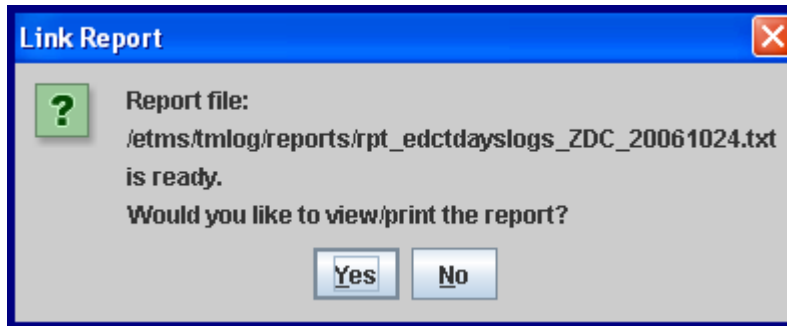 Link Report
?
Report file:
/etms/tmlog/reports/rpt_edctdayslogs_ZDC_20061024.txt
is ready.
Would you like to view/print the report?
Yes No